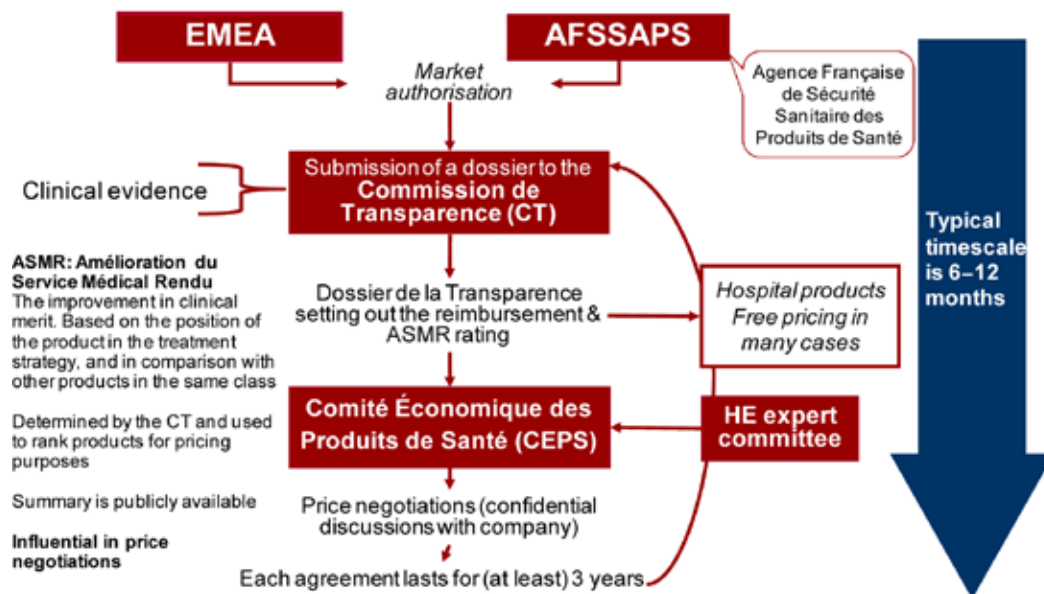 EMEA
AFSSAPS
Market
authorisation
Agence Française
de Sécurité
Sanitaire des
Produits de Santé
Submission of a dossier to the
Commission de
Transparence (CT)
Clinical evidence
Typical
timescale
is 6–12
months
ASMR: Amélioration du
Service Médical Rendu
The improvement in clinical
merit. Based on the position of
the product in the treatment
strategy, and in comparison with
other products in the same class
Determined by the CT and used
to rank products for pricing
purposes
Summary is publicly available
Influential in price
negotiations
Dossier de la Transparence
setting out the reimbursement &
ASMR rating
Hospital products
Free pricing in
many cases
Comité Économique des
Produits de Santé (CEPS)
HE expert
committee
Price negotiations (confidential
discussions with company)
Each agreement lasts for (at least) 3 years